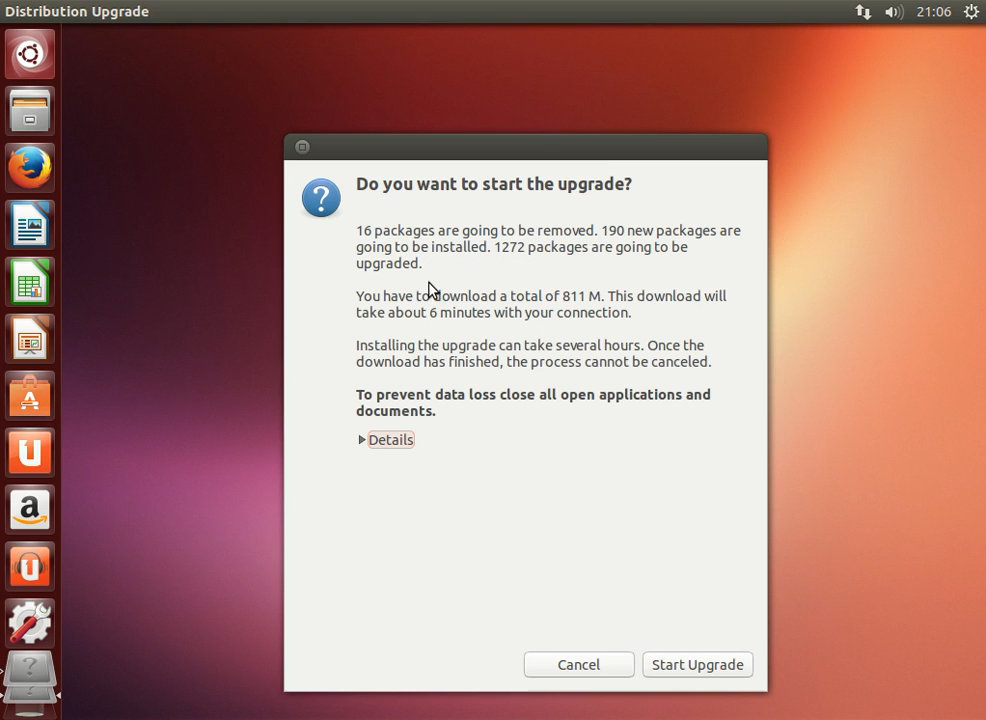 Distribution Upgrade
21:06
Do you want to start the upgrade?
16 packages are going to be removed. 190 new packages are
going to be installed. 1272 packages are going to be
upgraded.
You have to download a total of 811 M. This download will
take about 6 minutes with your connection.
Installing the upgrade can take several hours. Once the
download has finished, the process cannot be canceled.
To prevent data loss close all open applications and
documents.
Details
Cancel
Start Upgrade